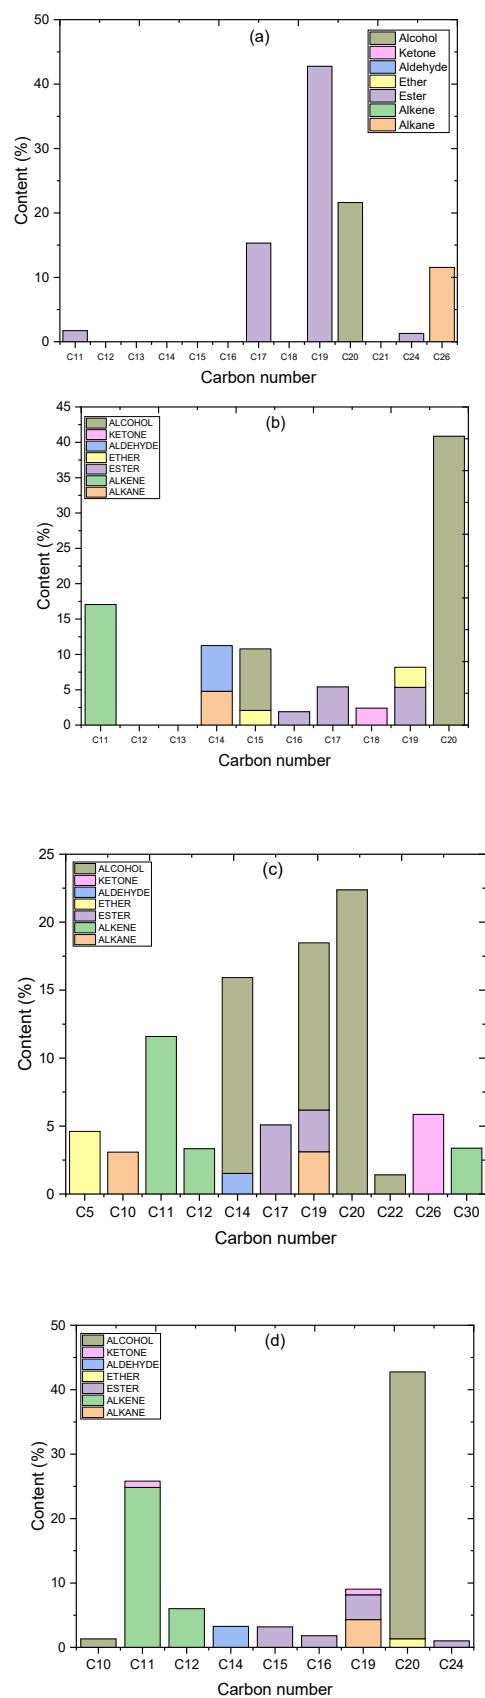 (a)
Alcohol
Ketone
Aldehyde
Ether
Ester
Alkene
Alkane
50
40
30
20
10
0
Content (%)
C11 C12 C13 C14 C15 C16 C17 C18 C19 C20 C21 C24 C26
Carbon number
(b)
ALCOHOL
KETONE
ALDEHYDE
ETHER
ESTER
ALKENE
ALKANE
45
40
35
30
25
20
15
10
5
0
Content (%)
C11 C12 C13 C14 C15 C16 C17 C18 C19 C20
Carbon number
(c)
ALCOHOL
KETONE
ALDEHYDE
ETHER
ESTER
ALKENE
ALKANE
25
20
15
10
5
0
Content (%)
C5 C10 C11 C12 C14 C17 C19 C20 C22 C26 C30
Carbon number
(d)
ALCOHOL
KETONE
ALDEHYDE
ETHER
ESTER
ALKENE
ALKANE
50
40
30
20
10
0
Content (%)
C10 C11 C12 C14 C15 C16 C19 C20 C24
Carbon number